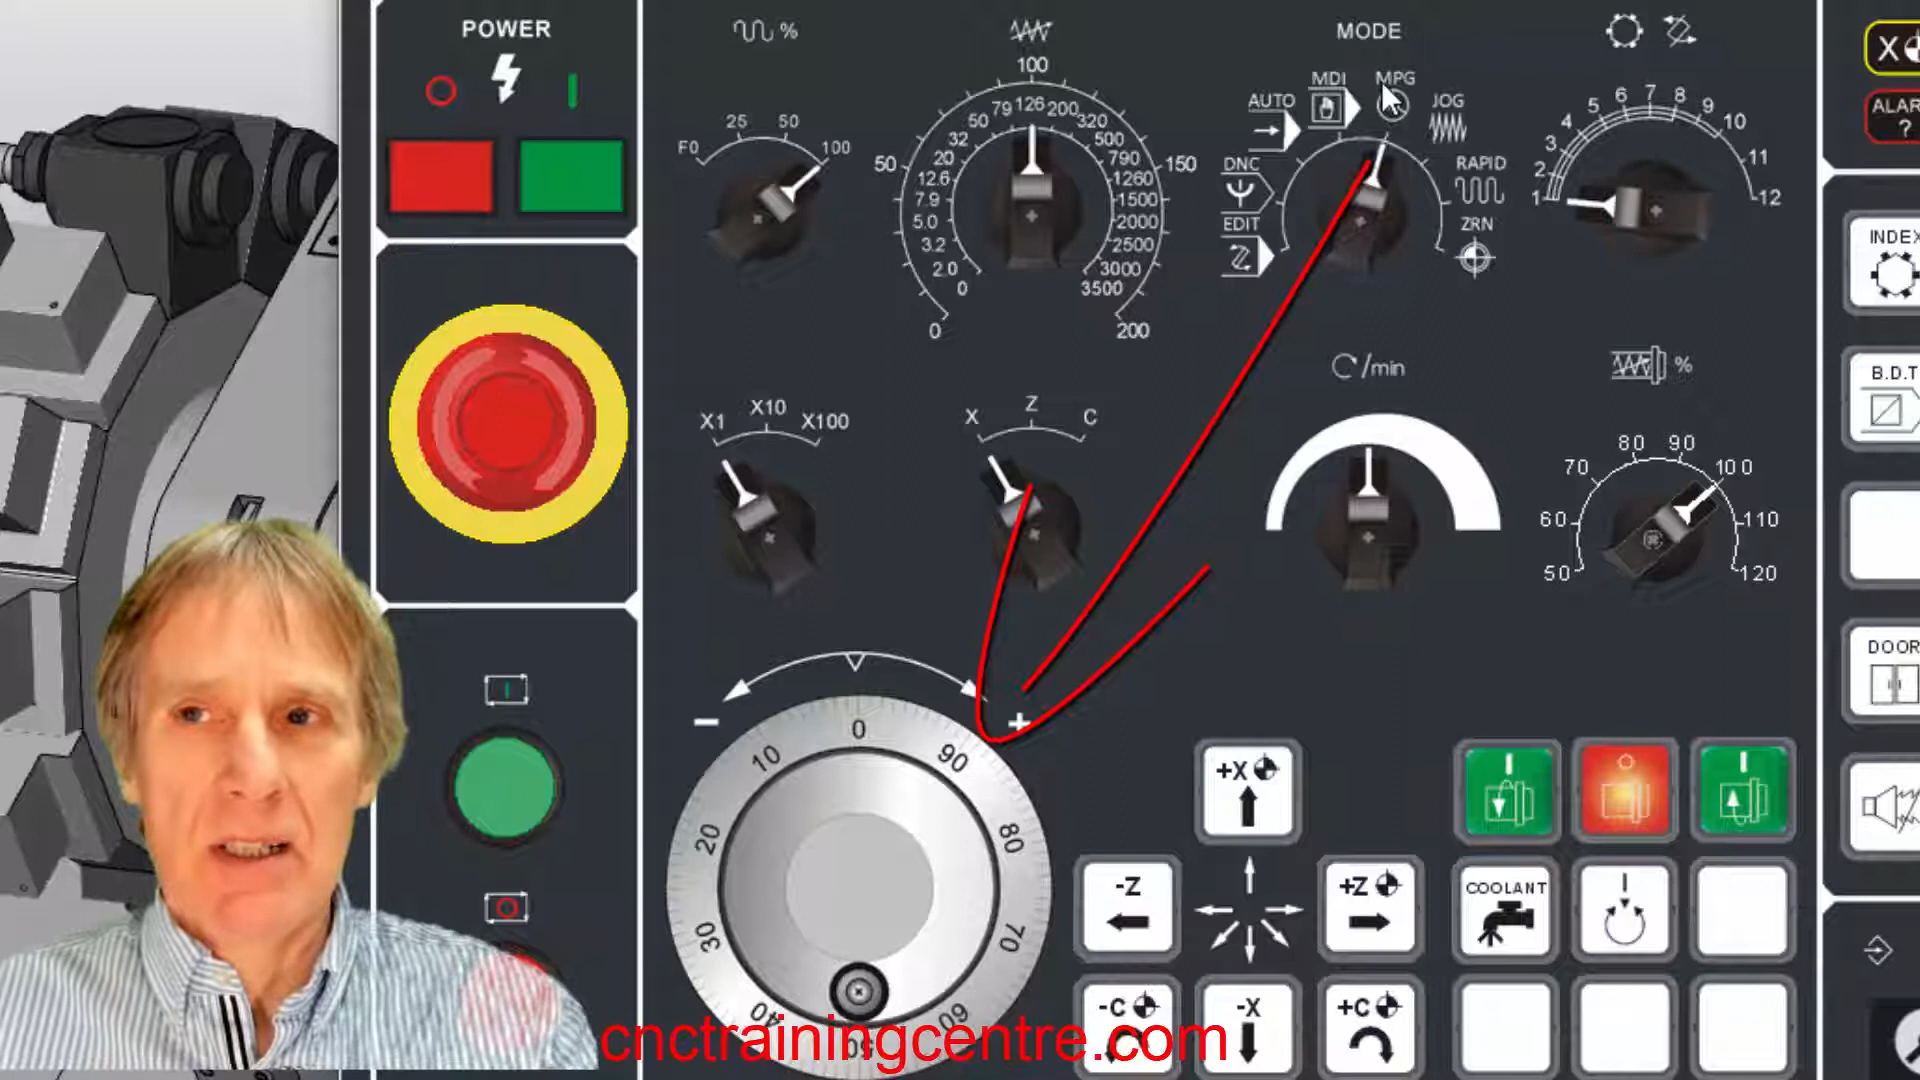 POWER
%
F0 25 50 100
100
50 150
0 200
79 126 200
50 320
32 500
20 790
12.6 1260
7.9 1500
5.0 2000
3.2 2500
2.0 3000
0 3500
MODE
MDI MPG
AUTO JOG
DNC RAPID
EDIT ZRN
1 2 3 4 5 6 7 8 9 10 11 12
X
ALAR
?
INDEX
B.D.T
DOOR
X1 X10 X100
X Z C
/min
%
50 60 70 80 90 100 110 120
- +
0
10 90
20 80
30 70
40 60
50
+X
-Z +Z
-C -X +C
COOLANT
cnctrainingcentre.com